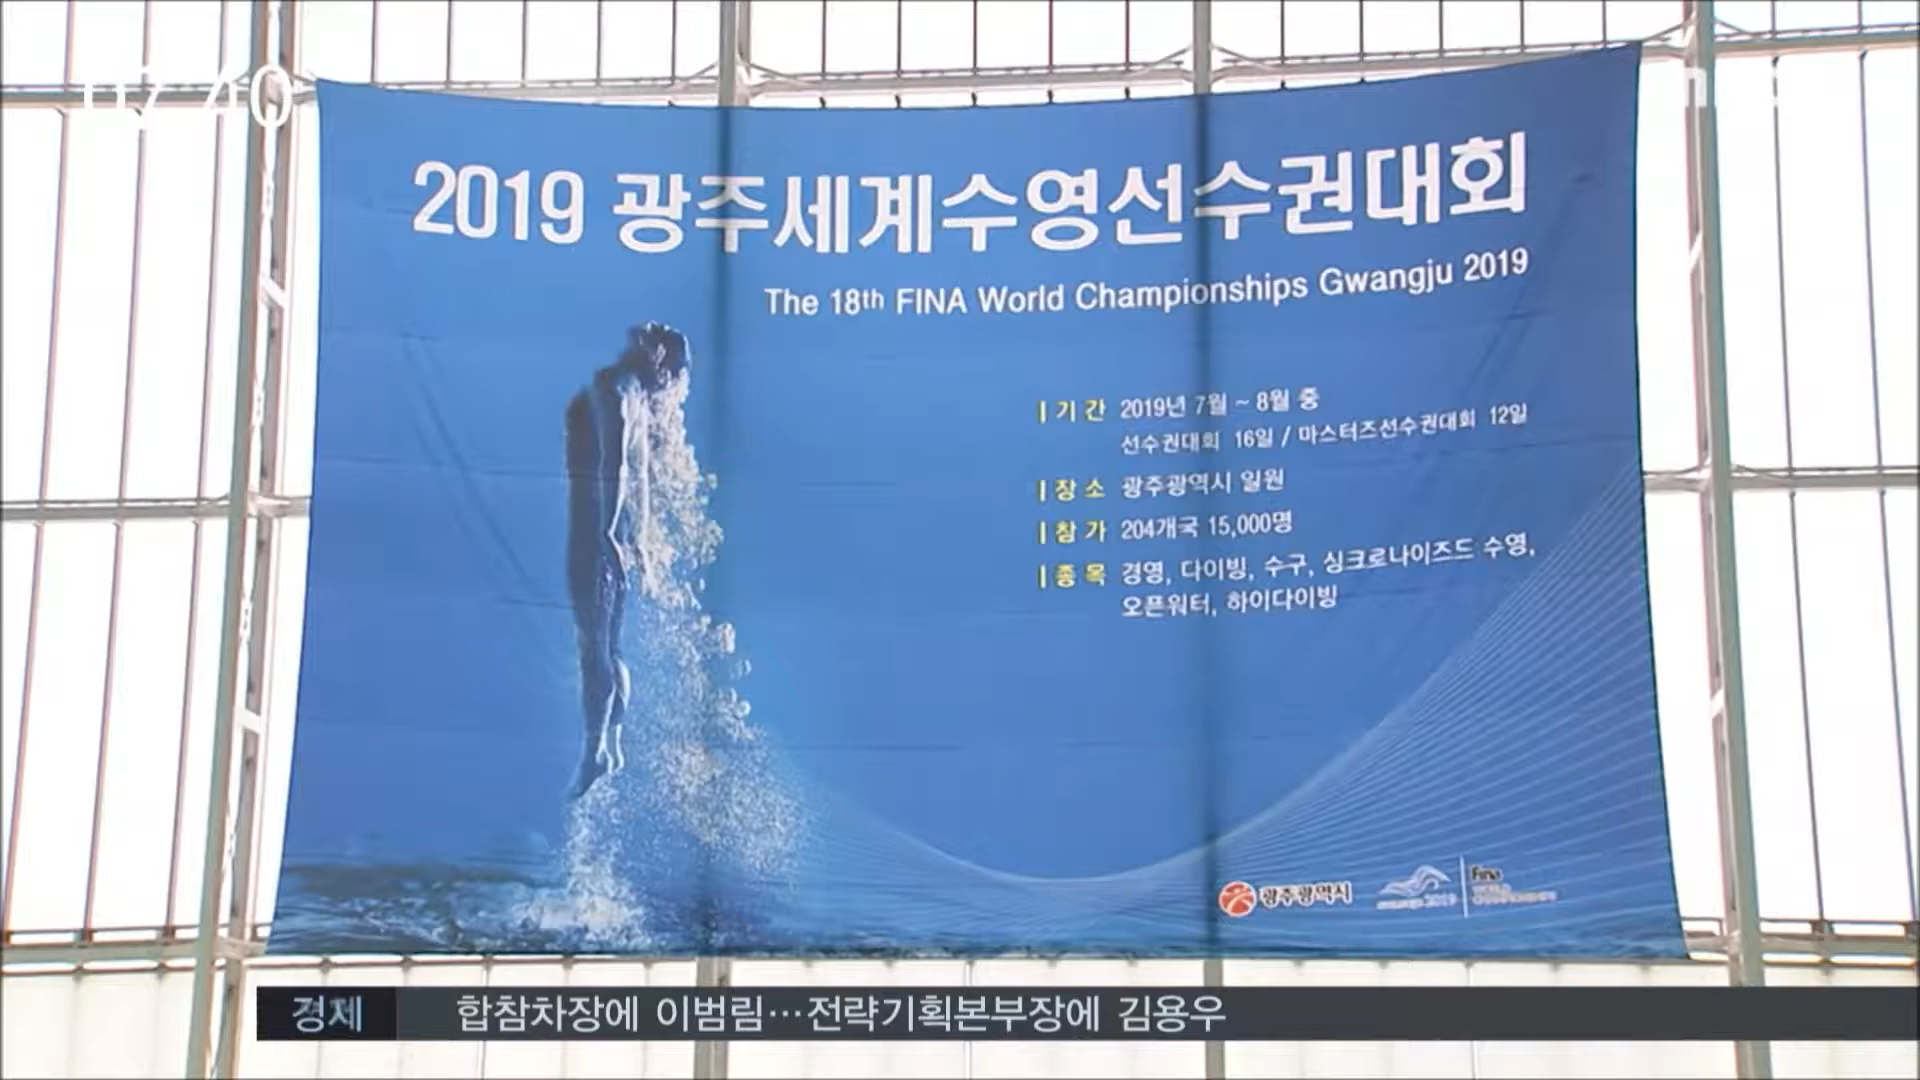 07:40
2019 광주세계수영선수권대회
The 18th FINA World Championships Gwangju 2019
기간 2019년 7월 ~ 8월 중
선수권대회 16일 / 마스터즈선수권대회 12일
장소 광주광역시 일원
참가 204개국 15,000명
종목 경영, 다이빙, 수구, 싱크로나이즈드 수영,
오픈워터, 하이다이빙
광주광역시
Fina
경제 합참차장에 이범림…전략기획본부장에 김용우